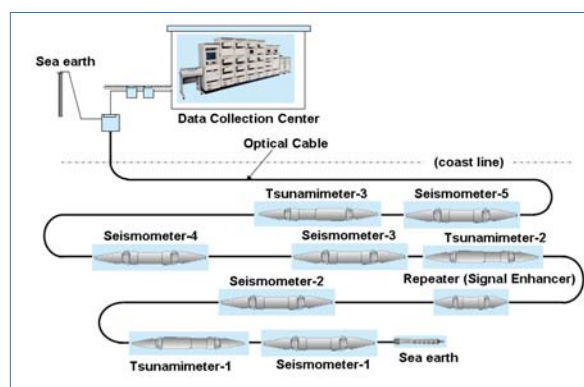 Sea earth
Data Collection Center
Optical Cable
(coast line)
Tsunamimeter-3
Seismometer-5
Seismometer-4
Seismometer-3
Tsunamimeter-2
Seismometer-2
Repeater (Signal Enhancer)
Tsunamimeter-1
Seismometer-1
Sea earth